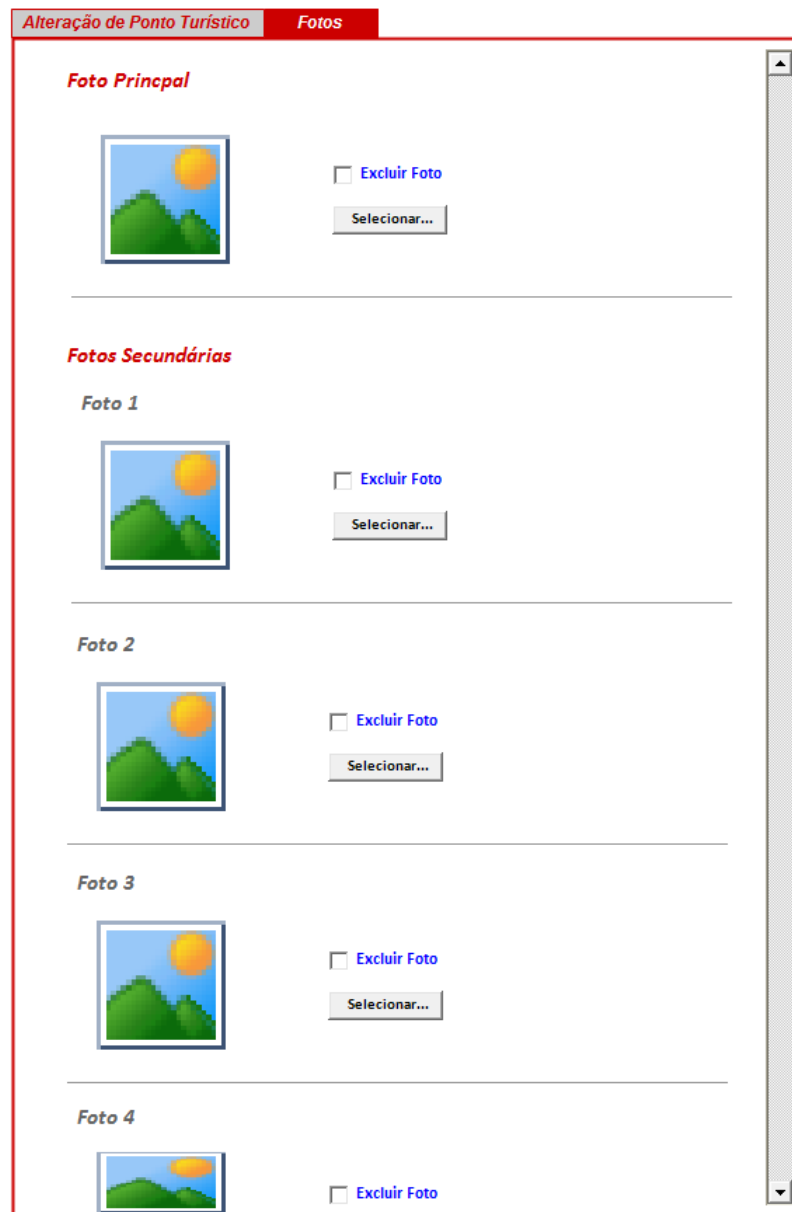 Alteração de Ponto Turístico Fotos
Foto Princpal
Excluir Foto
Selecionar...
Fotos Secundárias
Foto 1
Excluir Foto
Selecionar...
Foto 2
Excluir Foto
Selecionar...
Foto 3
Excluir Foto
Selecionar...
Foto 4
Excluir Foto